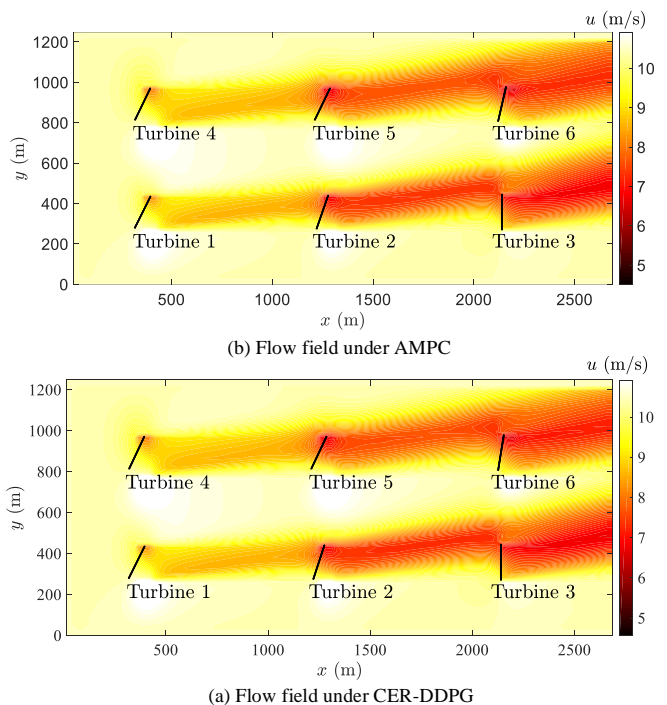 u (m/s)
1200
1000
800
600
400
200
0
y (m)
Turbine 4
Turbine 5
Turbine 6
Turbine 1
Turbine 2
Turbine 3
10
9
8
7
6
5
500
1000
1500
2000
2500
x (m)
(b) Flow field under AMPC
u (m/s)
1200
1000
800
600
400
200
0
y (m)
Turbine 4
Turbine 5
Turbine 6
Turbine 1
Turbine 2
Turbine 3
10
9
8
7
6
5
500
1000
1500
2000
2500
x (m)
(a) Flow field under CER-DDPG